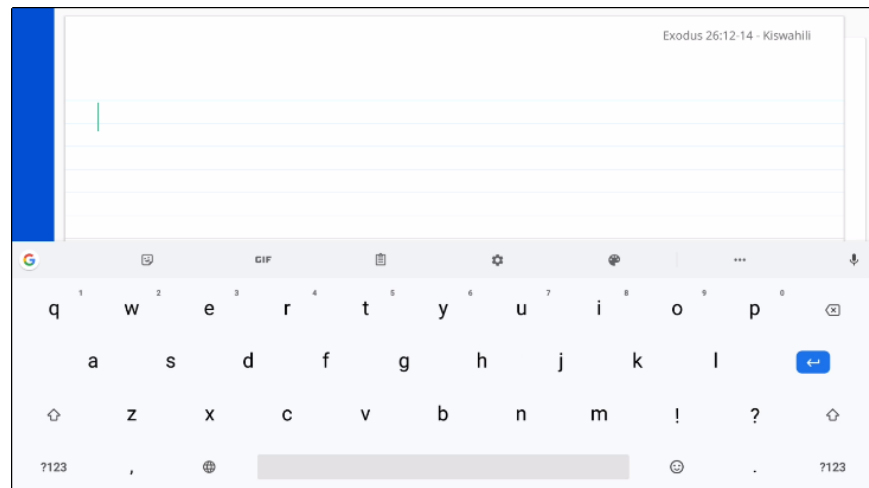 Exodus 26:12-14 - Kiswahili
G GIF
q 1 w 2 e 3 r 4 t 5 y 6 u 7 i 8 o 9 p 0
a s d f g h j k l
z x c v b n m ! ?
?123 , . ?123